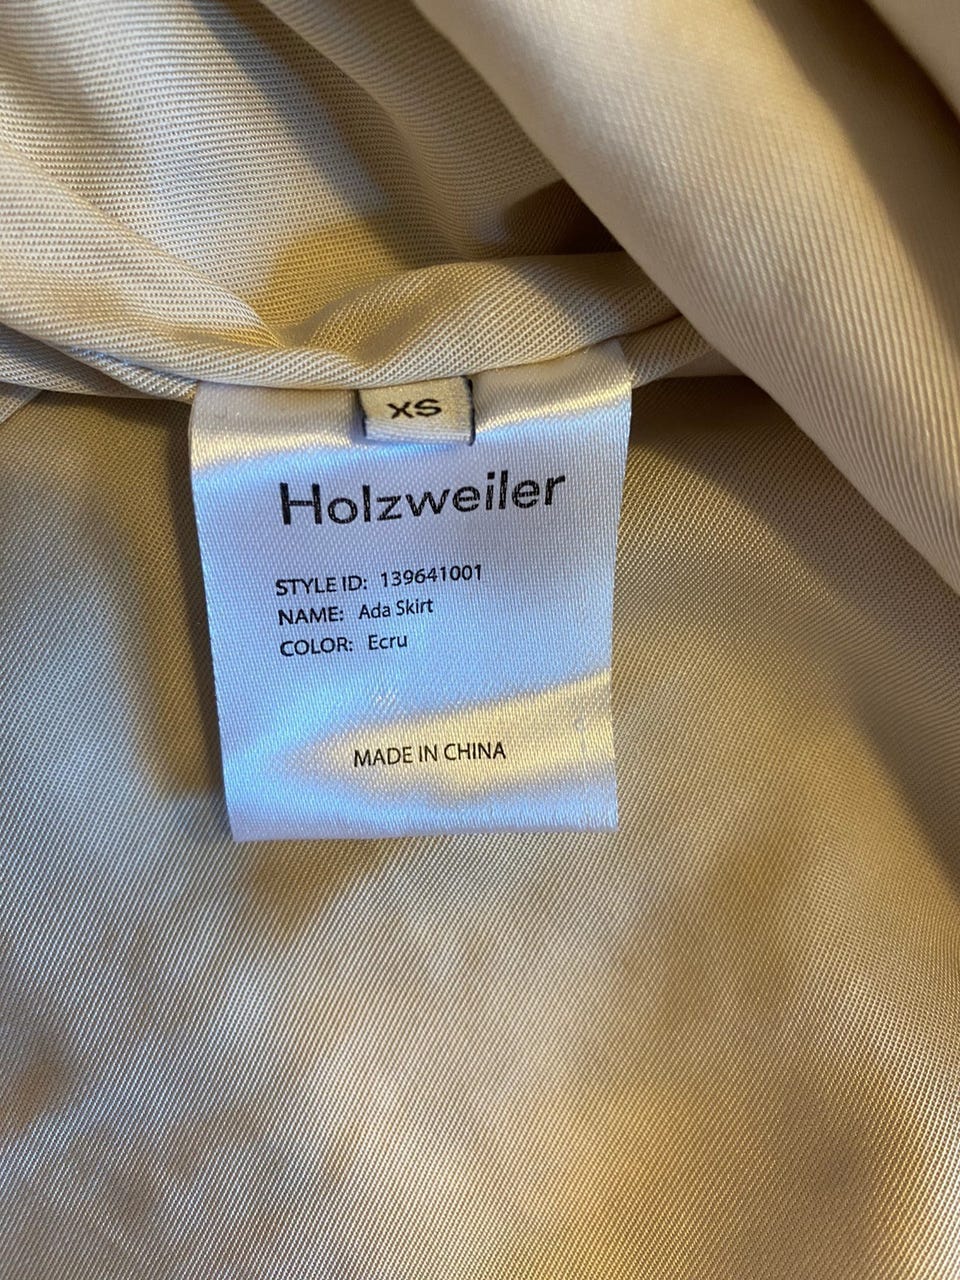 XS
Holzweiler
STYLE ID: 139641001
NAME: Ada Skirt
COLOR: Ecru
MADE IN CHINA